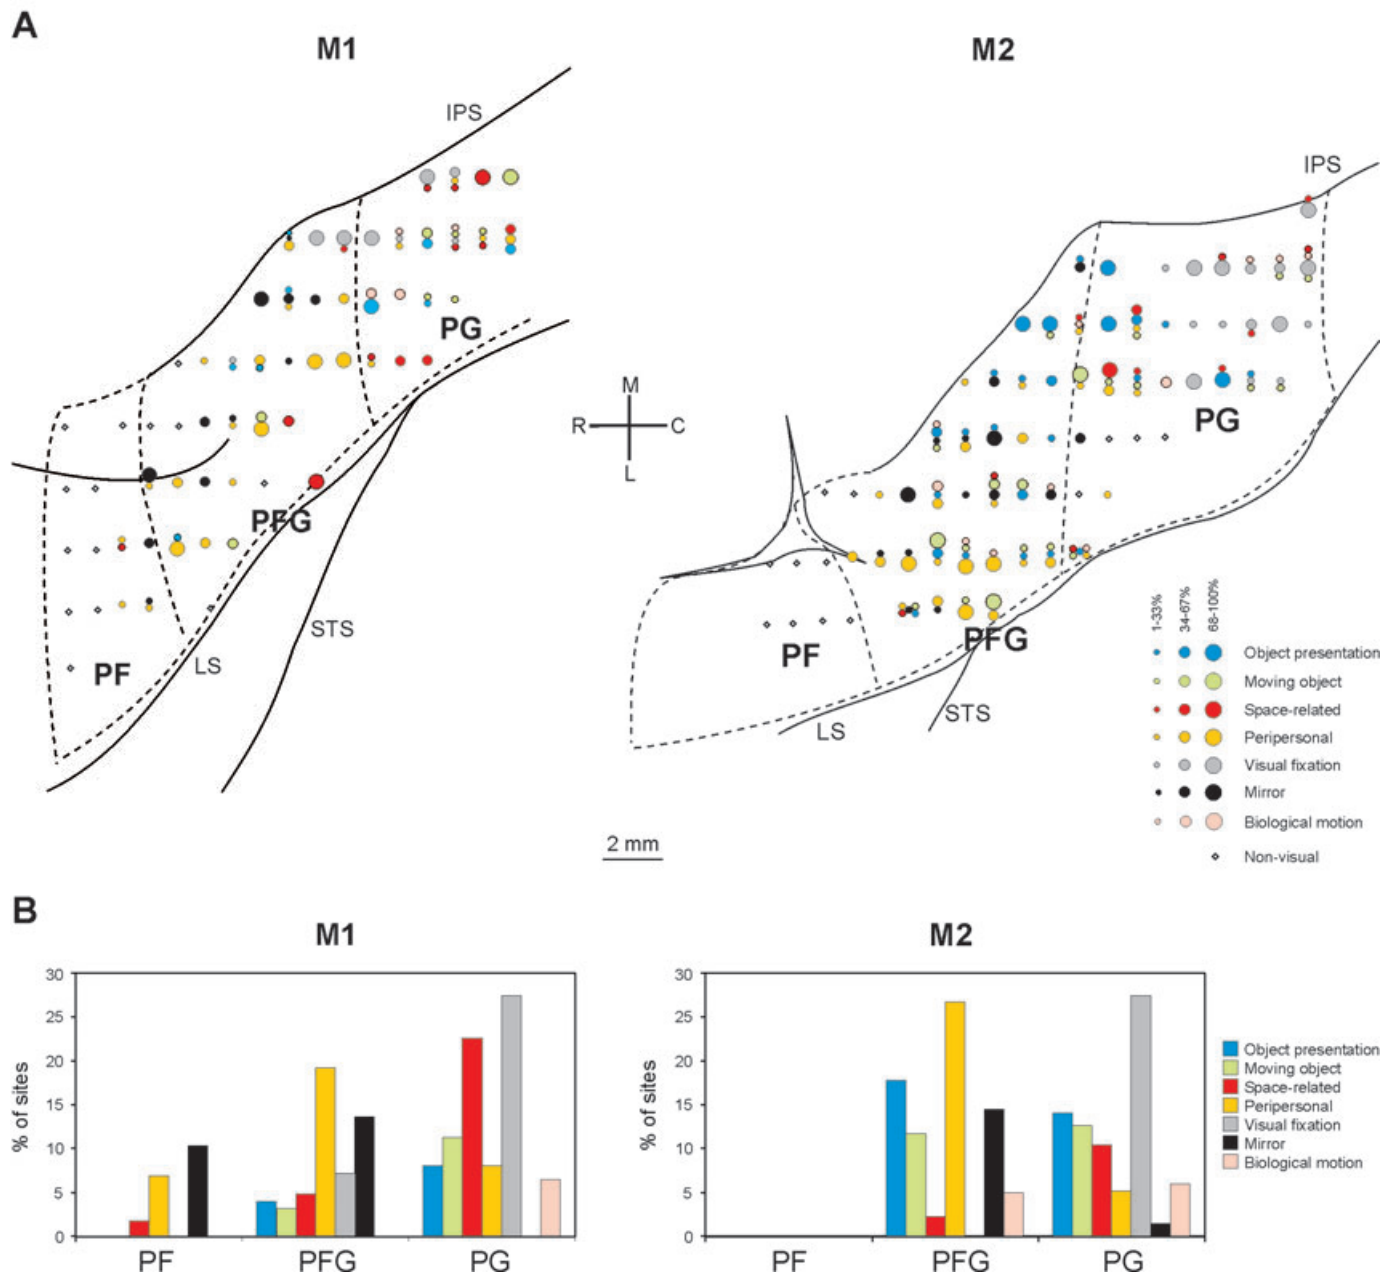 A
M1
M2
IPS
IPS
PG
PG
M
R
C
L
PFG
STS
LS
PF
PF
PFG
STS
LS
1-33%
34-67%
68-100%
Object presentation
Moving object
Space-related
Peripersonal
Visual fixation
Mirror
Biological motion
Non-visual
2 mm
B
M1
M2
% of sites
30
25
20
15
10
5
0
PF
PFG
PG
% of sites
30
25
20
15
10
5
0
PF
PFG
PG
Object presentation
Moving object
Space-related
Peripersonal
Visual fixation
Mirror
Biological motion